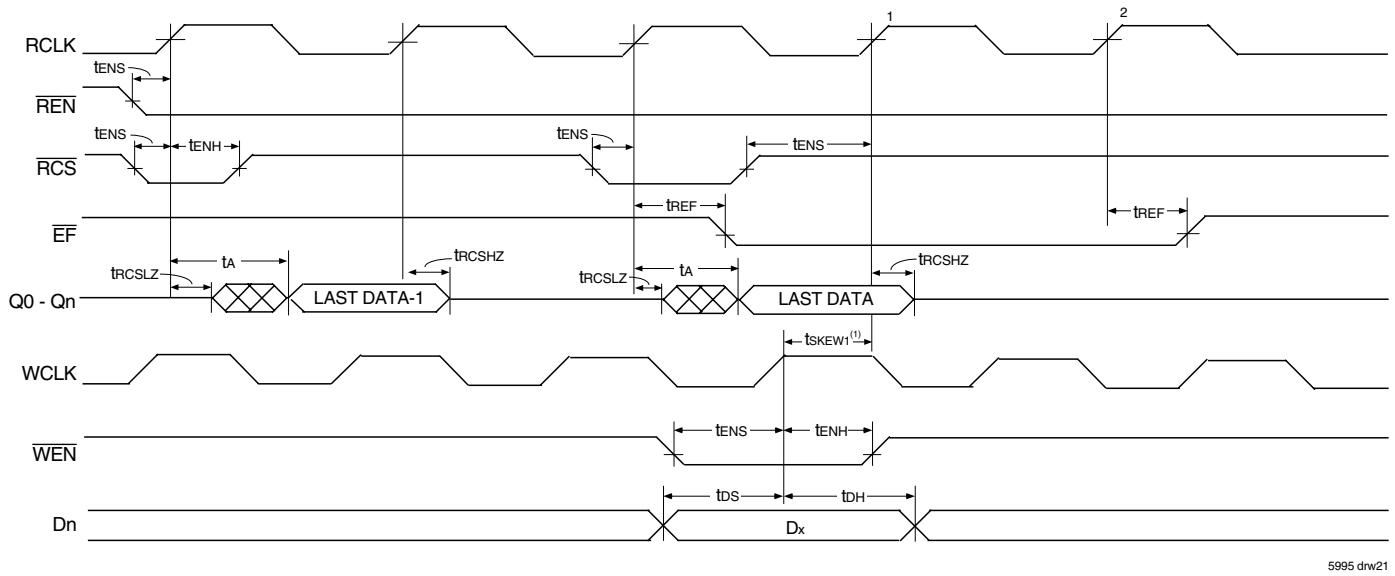 1
2
RCLK
tENS
REN
tENS
tENH
tENS
tENS
RCS
tREF
tREF
EF
tA
tRCSHZ
tA
tRCSHZ
tRCSLZ
tRCSLZ
Q0 - Qn
LAST DATA-1
LAST DATA
tSKEW1(1)
WCLK
tENS
tENH
WEN
tDS
tDH
Dn
Dx
5995 drw21